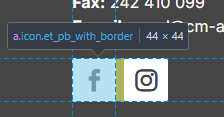 Fax: 242 410 099
a.icon.et_pb_with_border 44 × 44